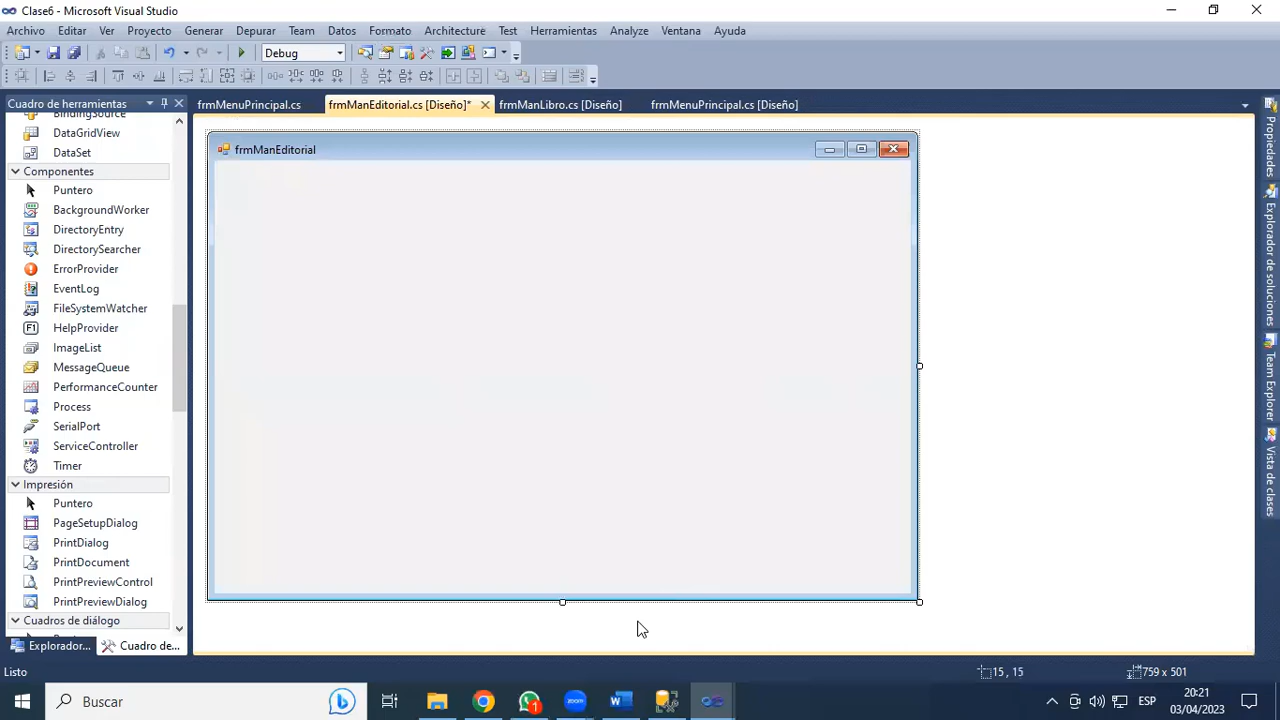 Clase6 - Microsoft Visual Studio
Archivo Editar Ver Proyecto Generar Depurar Team Datos Formato Architecture Test Herramientas Analyze Ventana Ayuda
Debug
Cuadro de herramientas
frmMenuPrincipal.cs
frmManEditorial.cs [Diseño]*
frmManLibro.cs [Diseño]
frmMenuPrincipal.cs [Diseño]
BindingSource
DataGridView
DataSet
Componentes
Puntero
BackgroundWorker
DirectoryEntry
DirectorySearcher
ErrorProvider
EventLog
FileSystemWatcher
HelpProvider
ImageList
MessageQueue
PerformanceCounter
Process
SerialPort
ServiceController
Timer
Impresión
Puntero
PageSetupDialog
PrintDialog
PrintDocument
PrintPreviewControl
PrintPreviewDialog
Cuadros de diálogo
Explorador...
Cuadro de...
frmManEditorial
Propiedades
Explorador de soluciones
Team Explorer
Vista de clases
Listo
15 , 15
759 x 501
Buscar
1
zoom
ESP
20:21
03/04/2023